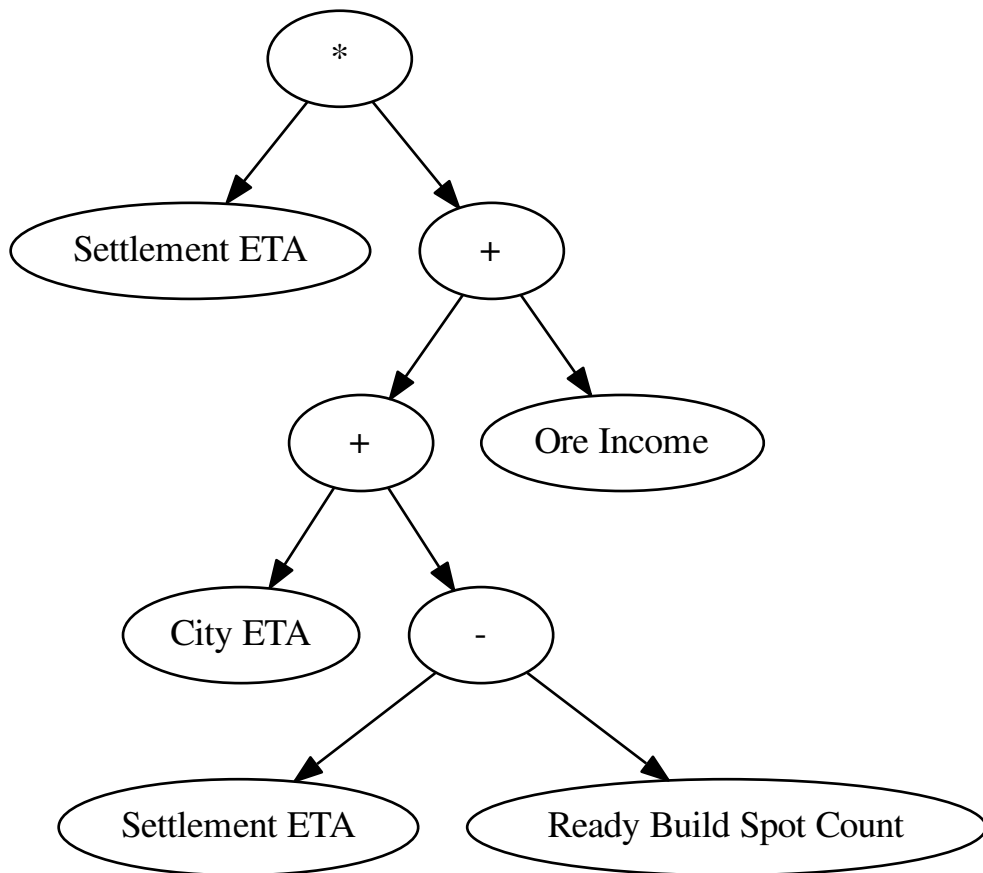 *
Settlement ETA
+
+
Ore Income
City ETA
-
Settlement ETA
Ready Build Spot Count